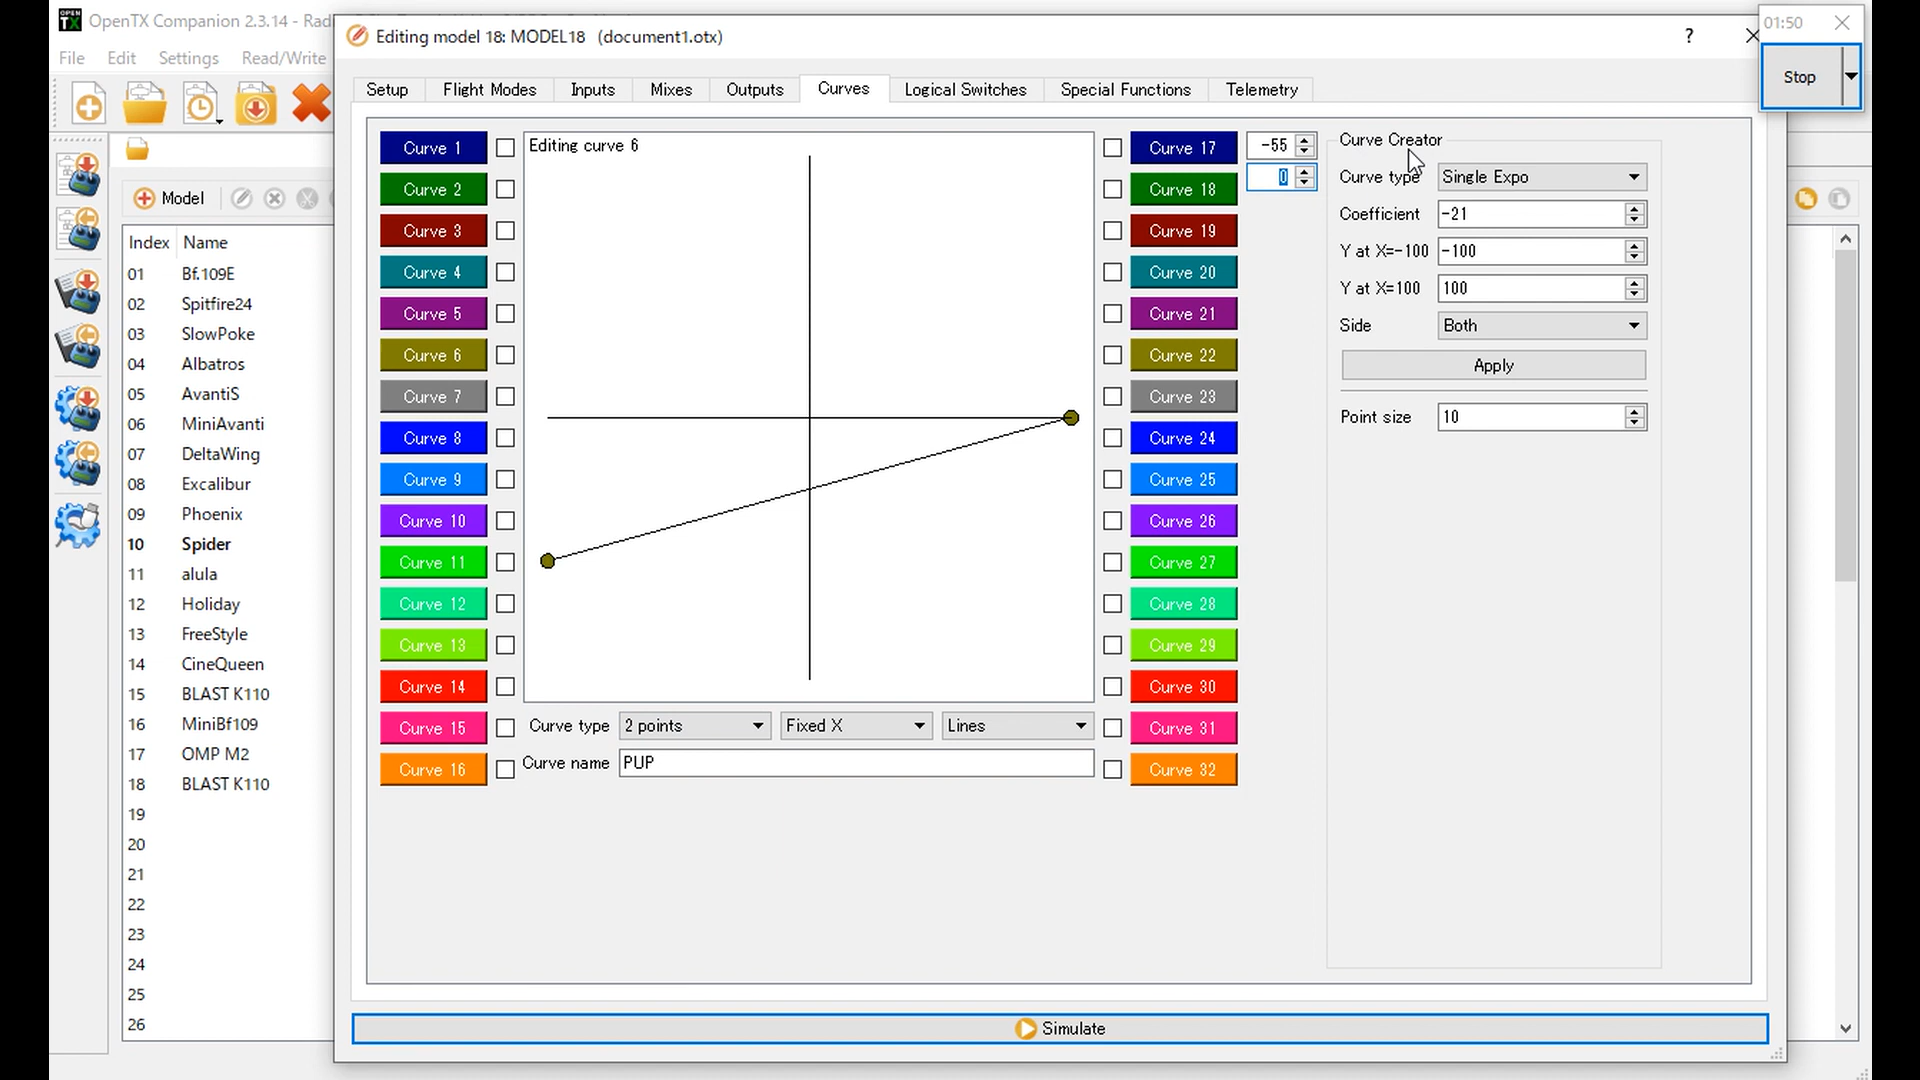 OPEN TX
OpenTX Companion 2.3.14 - Rad
File Edit Settings Read/Write
Editing model 18: MODEL18 (document1.otx)
?
01:50
Stop
Setup Flight Modes Inputs Mixes Outputs Curves Logical Switches Special Functions Telemetry
Model
Index Name
01 Bf.109E
02 Spitfire24
03 SlowPoke
04 Albatros
05 AvantiS
06 MiniAvanti
07 DeltaWing
08 Excalibur
09 Phoenix
10 Spider
11 alula
12 Holiday
13 FreeStyle
14 CineQueen
15 BLAST K110
16 MiniBf109
17 OMP M2
18 BLAST K110
19
20
21
22
23
24
25
26
Curve 1
Curve 2
Curve 3
Curve 4
Curve 5
Curve 6
Curve 7
Curve 8
Curve 9
Curve 10
Curve 11
Curve 12
Curve 13
Curve 14
Curve 15
Curve 16
Editing curve 6
Curve type 2 points Fixed X Lines
Curve name PUP
Curve 17
Curve 18
Curve 19
Curve 20
Curve 21
Curve 22
Curve 23
Curve 24
Curve 25
Curve 26
Curve 27
Curve 28
Curve 29
Curve 30
Curve 31
Curve 32
-55
0
Curve Creator
Curve type Single Expo
Coefficient -21
Y at X=-100 -100
Y at X=100 100
Side Both
Apply
Point size 10
Simulate